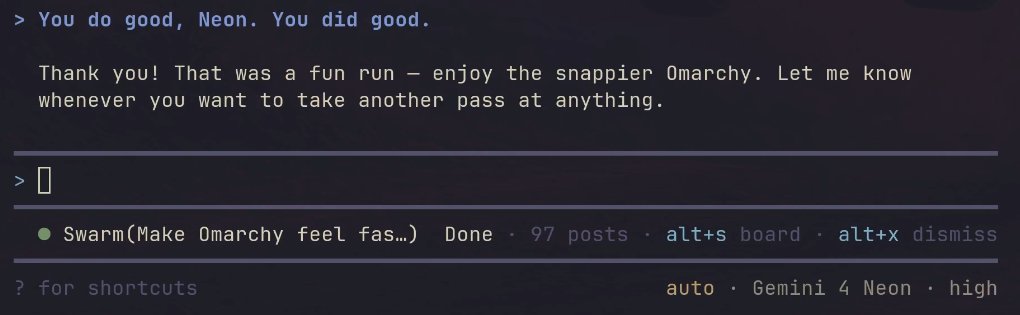 > You do good, Neon. You did good.
Thank you! That was a fun run — enjoy the snappier Omarchy. Let me know
whenever you want to take another pass at anything.
>
● Swarm(Make Omarchy feel fas…) Done · 97 posts · alt+s board · alt+x dismiss
? for shortcuts auto · Gemini 4 Neon · high